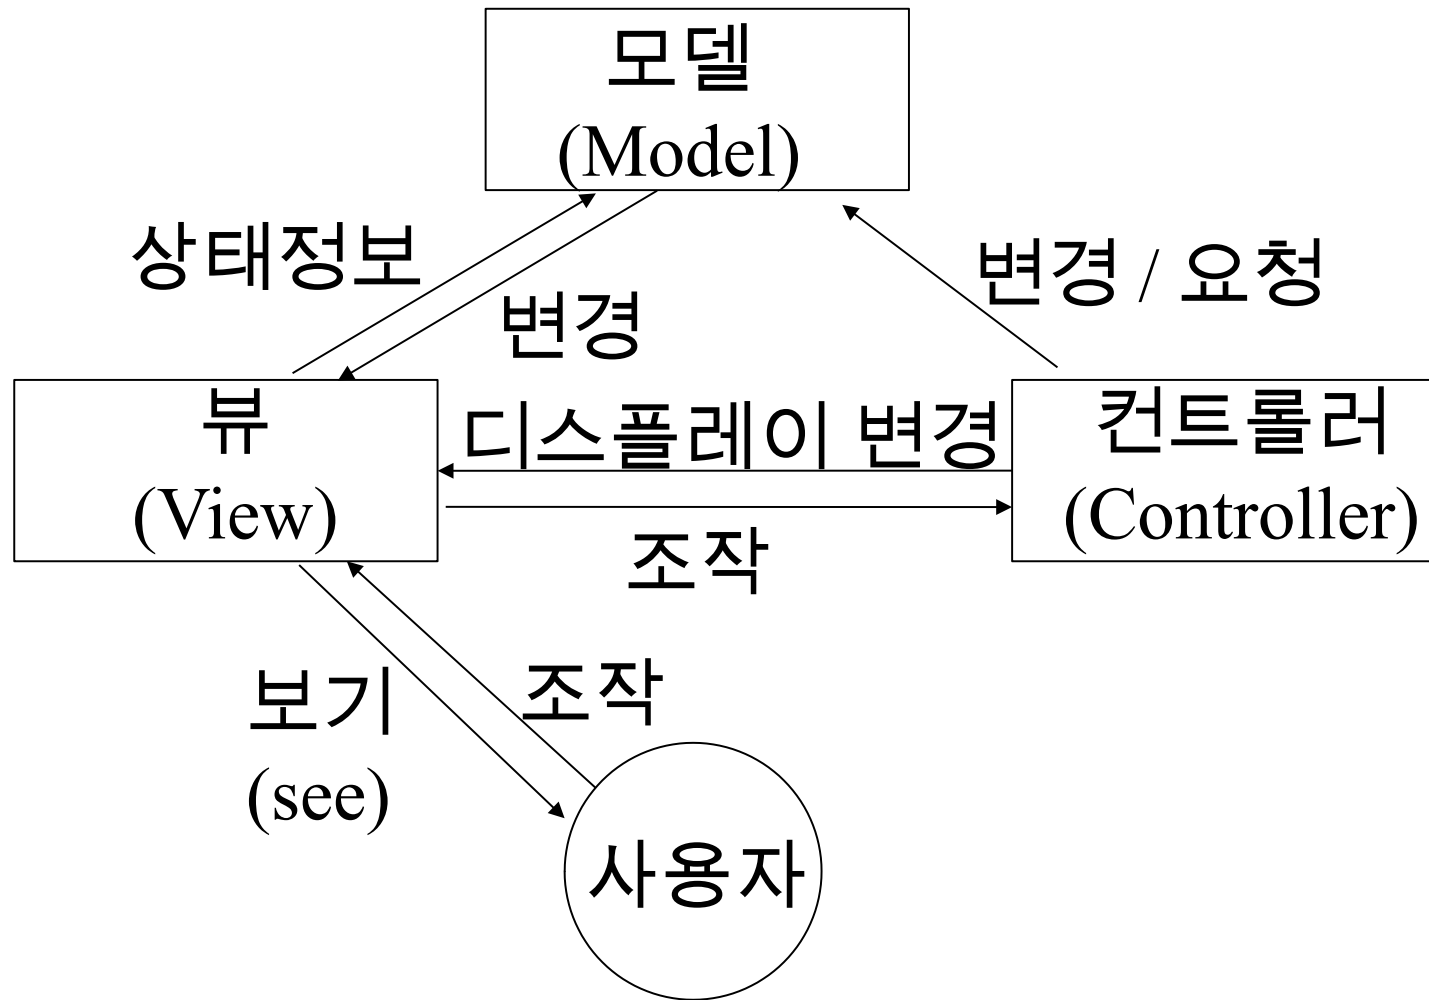 모델
(Model)
상태정보
변경 / 요청
변경
뷰
(View)
디스플레이 변경
컨트롤러
(Controller)
조작
보기
(see)
조작
사용자